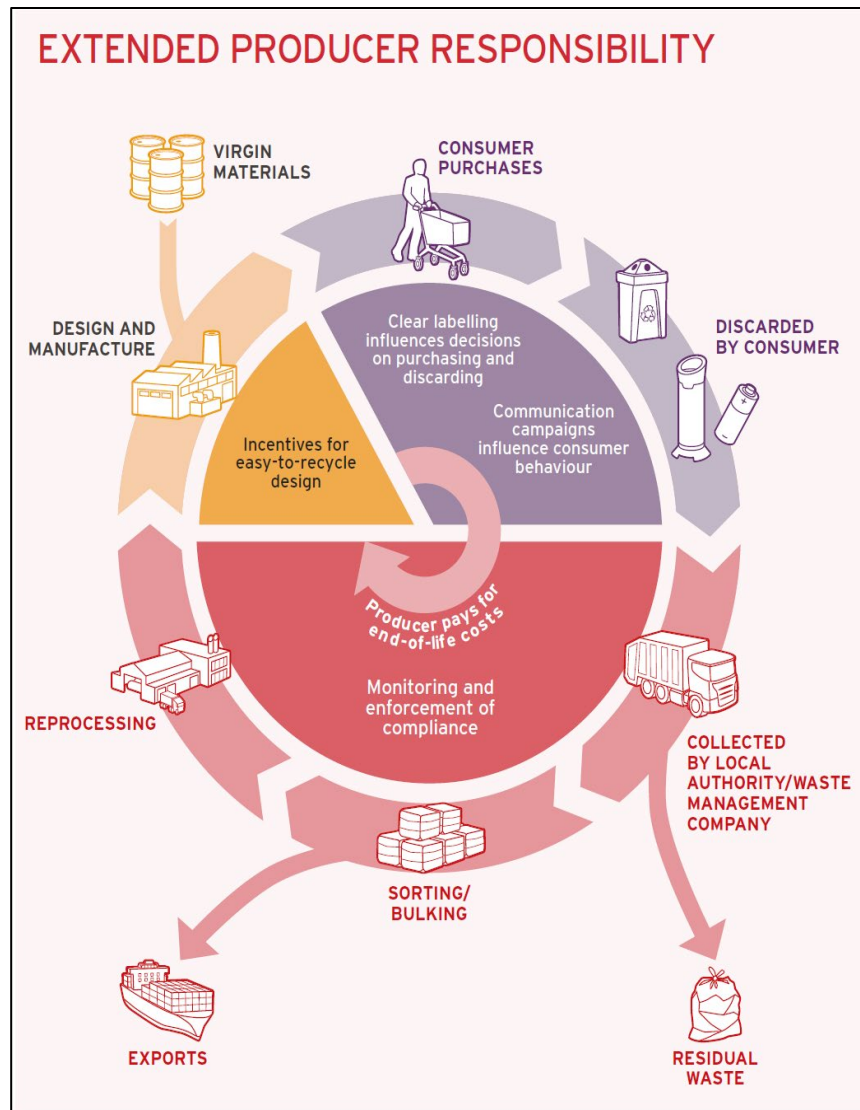 EXTENDED PRODUCER RESPONSIBILITY
VIRGIN
MATERIALS
CONSUMER
PURCHASES
DESIGN AND
MANUFACTURE
DISCARDED
BY CONSUMER
Clear labelling
influences decisions
on purchasing and
discarding
Communication
campaigns
influence consumer
behaviour
Incentives for
easy-to-recycle
design
Producer pays for
end-of-life costs
Monitoring and
enforcement of
compliance
REPROCESSING
COLLECTED
BY LOCAL
AUTHORITY/WASTE
MANAGEMENT
COMPANY
SORTING/
BULKING
EXPORTS
RESIDUAL
WASTE